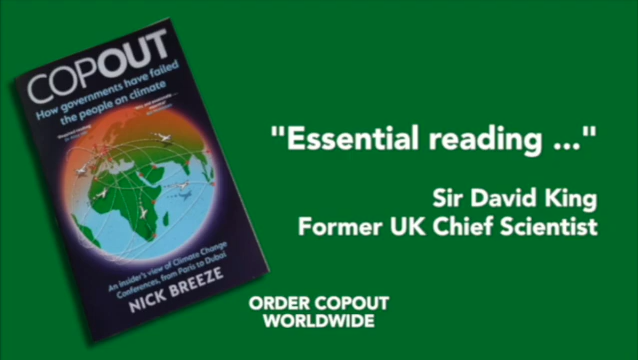 COPOUT
How governments have failed
the people on climate
An insider's view of Climate Change
Conferences, from Paris to Dubai
NICK BREEZE
"Essential reading ..."
Sir David King
Former UK Chief Scientist
ORDER COPOUT
WORLDWIDE